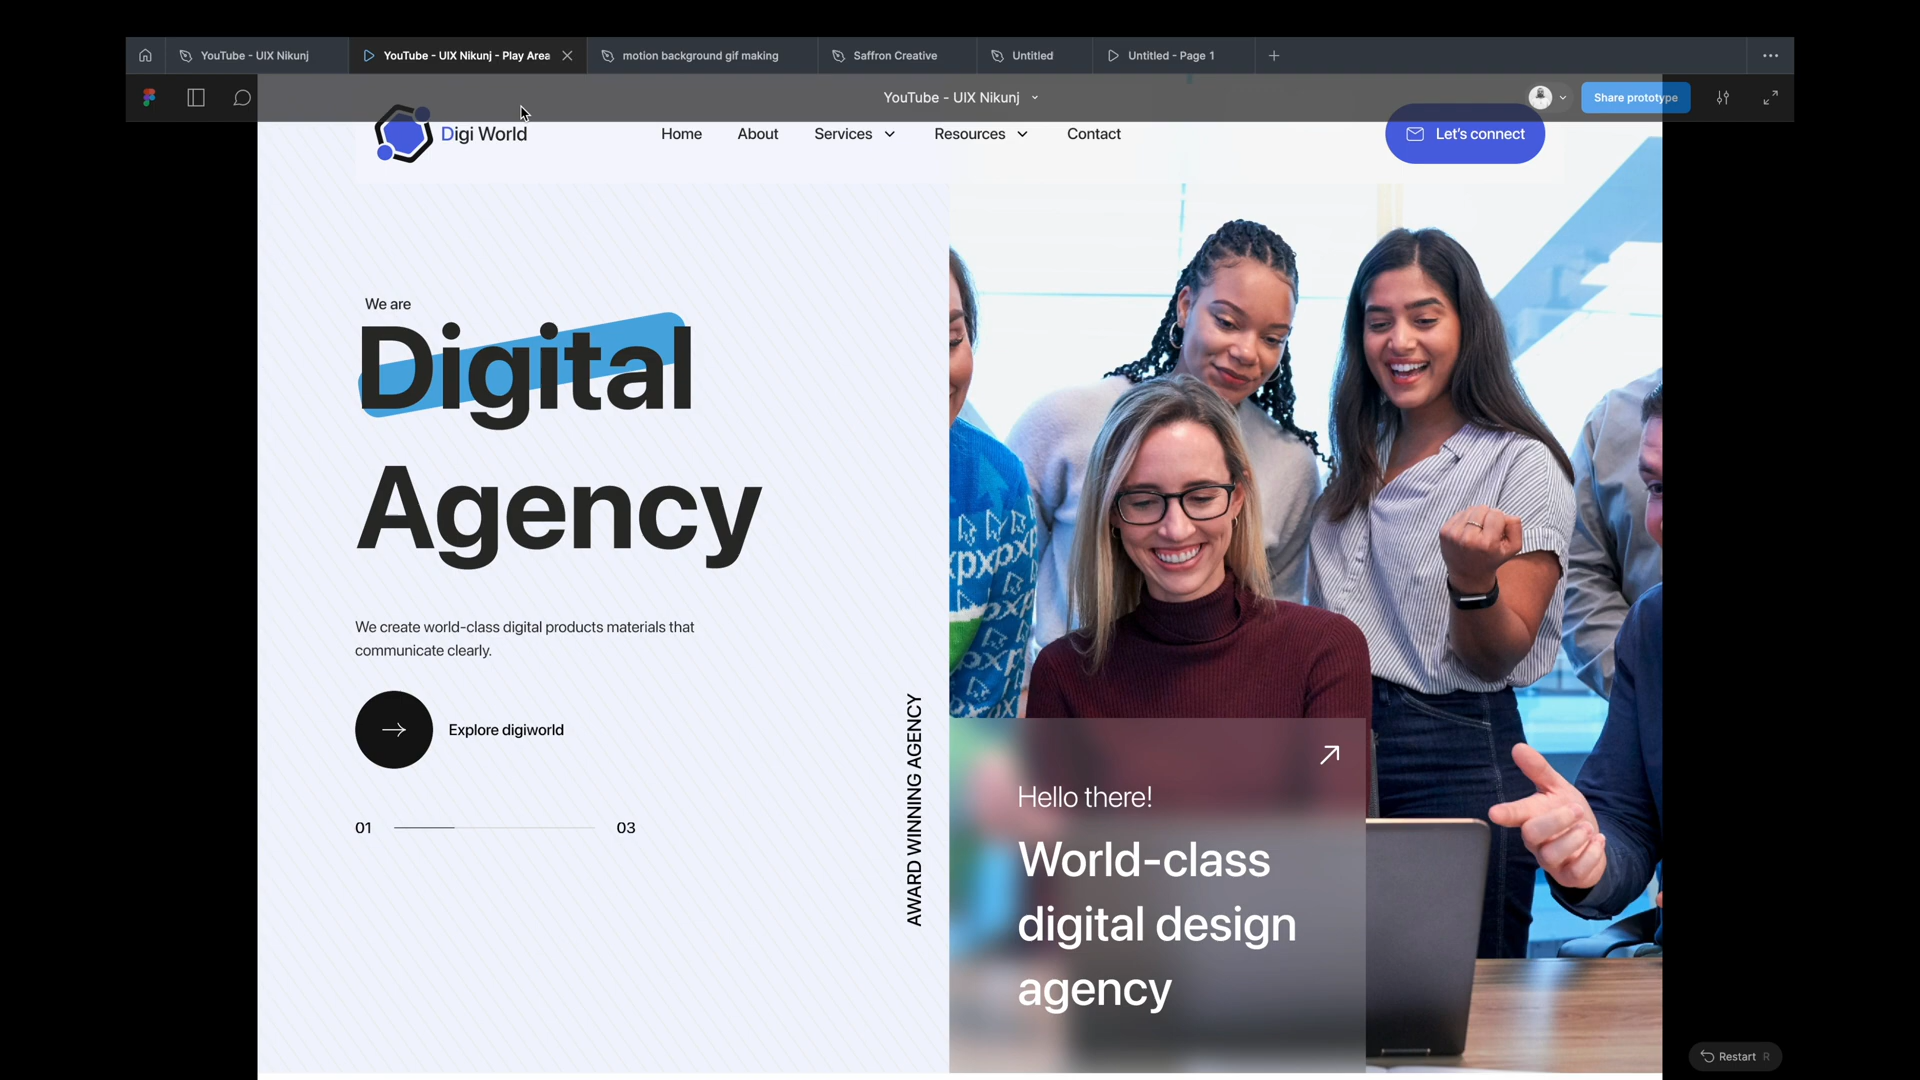 YouTube - UIX Nikunj
YouTube - UIX Nikunj - Play Area
motion background gif making
Saffron Creative
Untitled
Untitled - Page 1
YouTube - UIX Nikunj
Share prototype
Digi World
Home
About
Services
Resources
Contact
Let's connect
We are
Digital
Agency
We create world-class digital products materials that
communicate clearly.
Explore digiworld
01
03
AWARD WINNING AGENCY
Hello there!
World-class
digital design
agency
Restart R